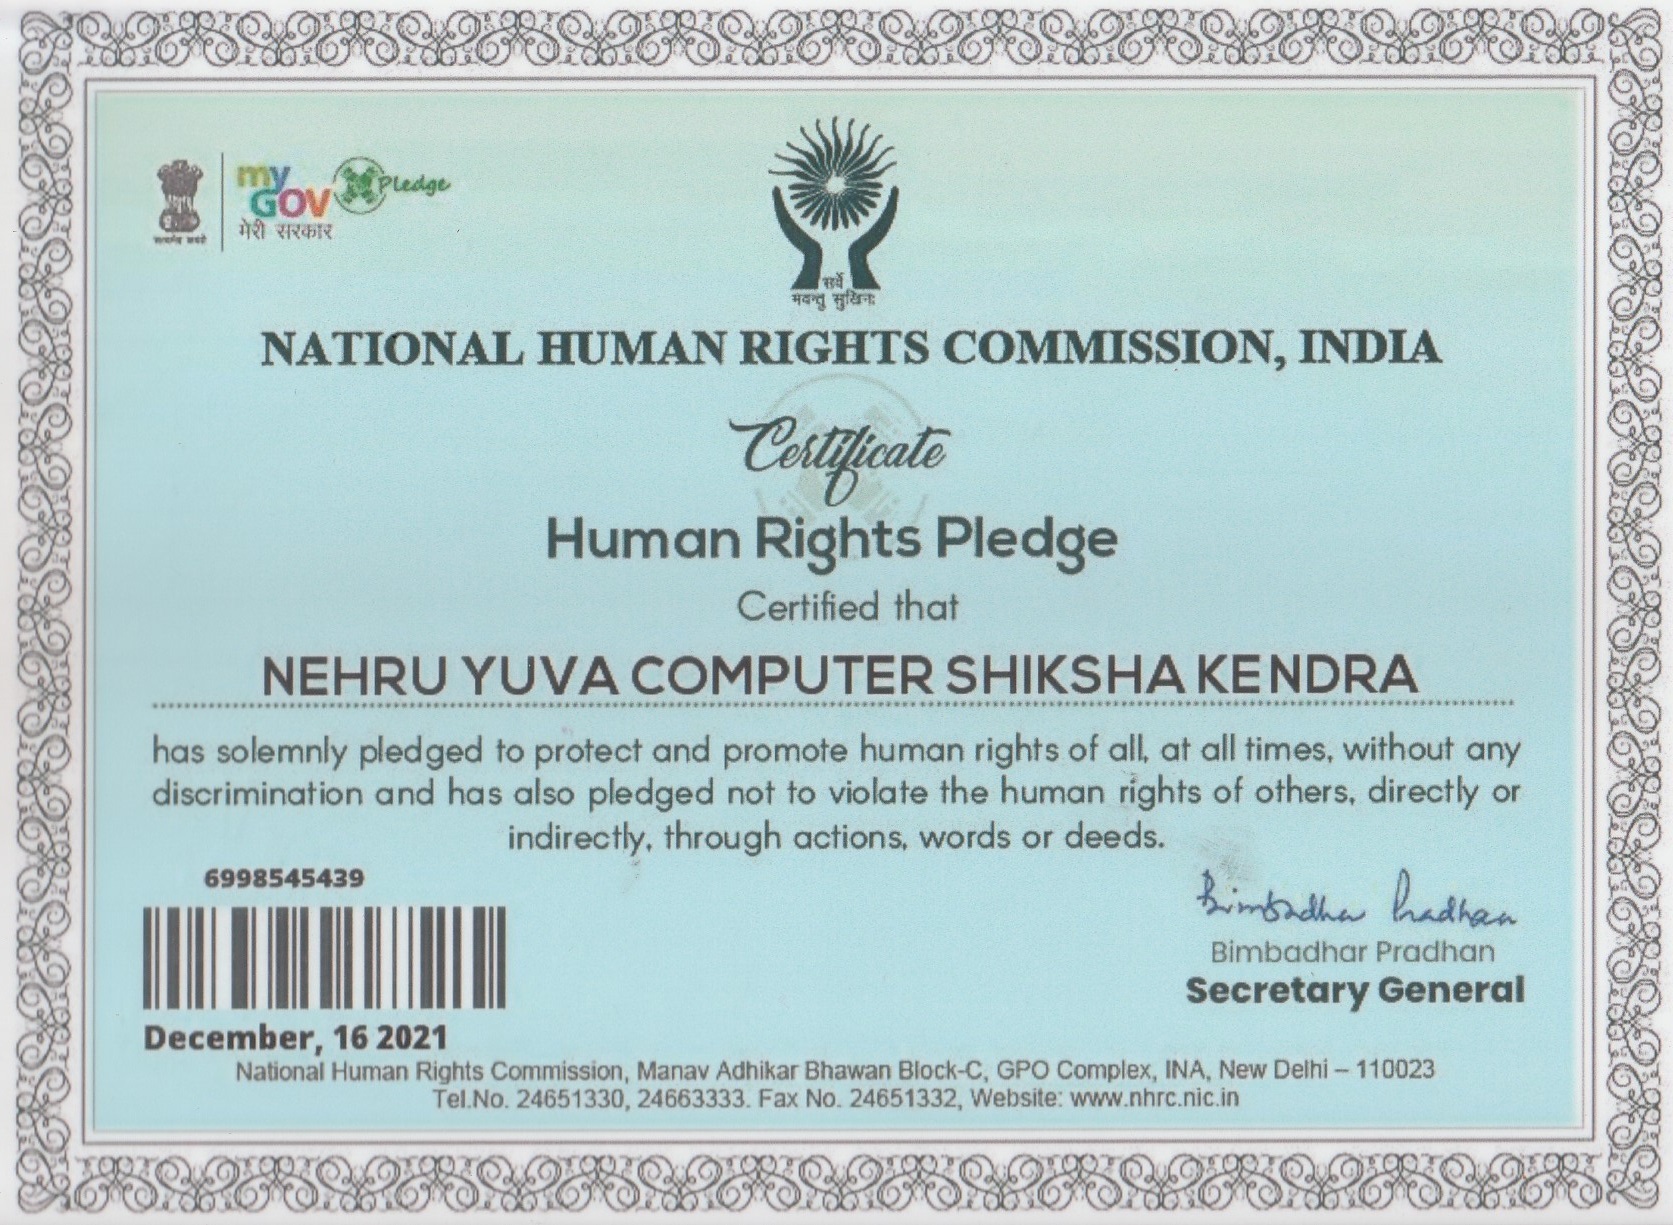 my
GOV
मेरी सरकार
Pledge
सर्वे
भवन्तु सुखिनः
NATIONAL HUMAN RIGHTS COMMISSION, INDIA
Certificate
Human Rights Pledge
Certified that
NEHRU YUVA COMPUTER SHIKSHA KENDRA
has solemnly pledged to protect and promote human rights of all, at all times, without any
discrimination and has also pledged not to violate the human rights of others, directly or
indirectly, through actions, words or deeds.
6998545439
Bimbadhar Pradhan
Bimbadhar Pradhan
Secretary General
December, 16 2021
National Human Rights Commission, Manav Adhikar Bhawan Block-C, GPO Complex, INA, New Delhi – 110023
Tel.No. 24651330, 24663333. Fax No. 24651332, Website: www.nhrc.nic.in